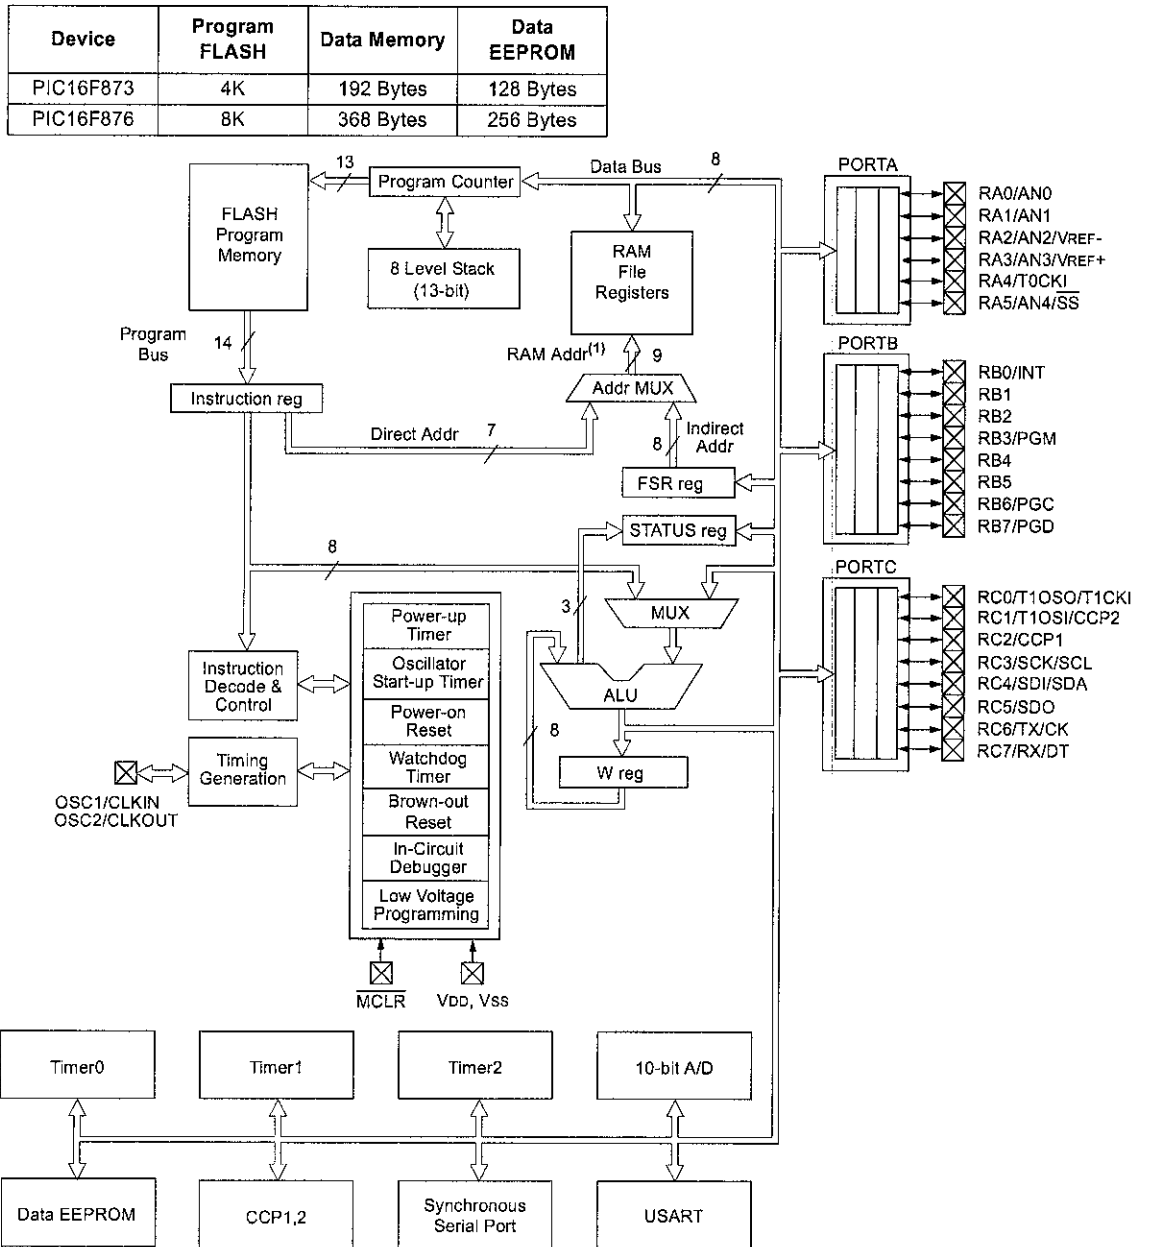 Device Program FLASH Data Memory Data EEPROM
PIC16F873 4K 192 Bytes 128 Bytes
PIC16F876 8K 368 Bytes 256 Bytes
FLASH
Program
Memory
13
Program Counter
8 Level Stack
(13-bit)
Data Bus
8
RAM
File
Registers
Program
Bus
14
Instruction reg
RAM Addr(1)
9
Addr MUX
Direct Addr
7
8
Indirect
Addr
FSR reg
STATUS reg
8
3
MUX
ALU
8
W reg
Instruction
Decode &
Control
Timing
Generation
OSC1/CLKIN
OSC2/CLKOUT
Power-up
Timer
Oscillator
Start-up Timer
Power-on
Reset
Watchdog
Timer
Brown-out
Reset
In-Circuit
Debugger
Low Voltage
Programming
MCLR
VDD, VSS
PORTA
RA0/AN0
RA1/AN1
RA2/AN2/VREF-
RA3/AN3/VREF+
RA4/T0CKI
RA5/AN4/SS
PORTB
RB0/INT
RB1
RB2
RB3/PGM
RB4
RB5
RB6/PGC
RB7/PGD
PORTC
RC0/T1OSO/T1CKI
RC1/T1OSI/CCP2
RC2/CCP1
RC3/SCK/SCL
RC4/SDI/SDA
RC5/SDO
RC6/TX/CK
RC7/RX/DT
Timer0
Timer1
Timer2
10-bit A/D
Data EEPROM
CCP1,2
Synchronous
Serial Port
USART